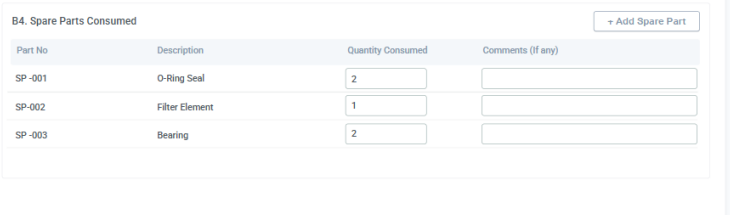 B4. Spare Parts Consumed + Add Spare Part
Part No Description Quantity Consumed Comments (If any)
SP -001 O-Ring Seal 2
SP-002 Filter Element 1
SP -003 Bearing 2